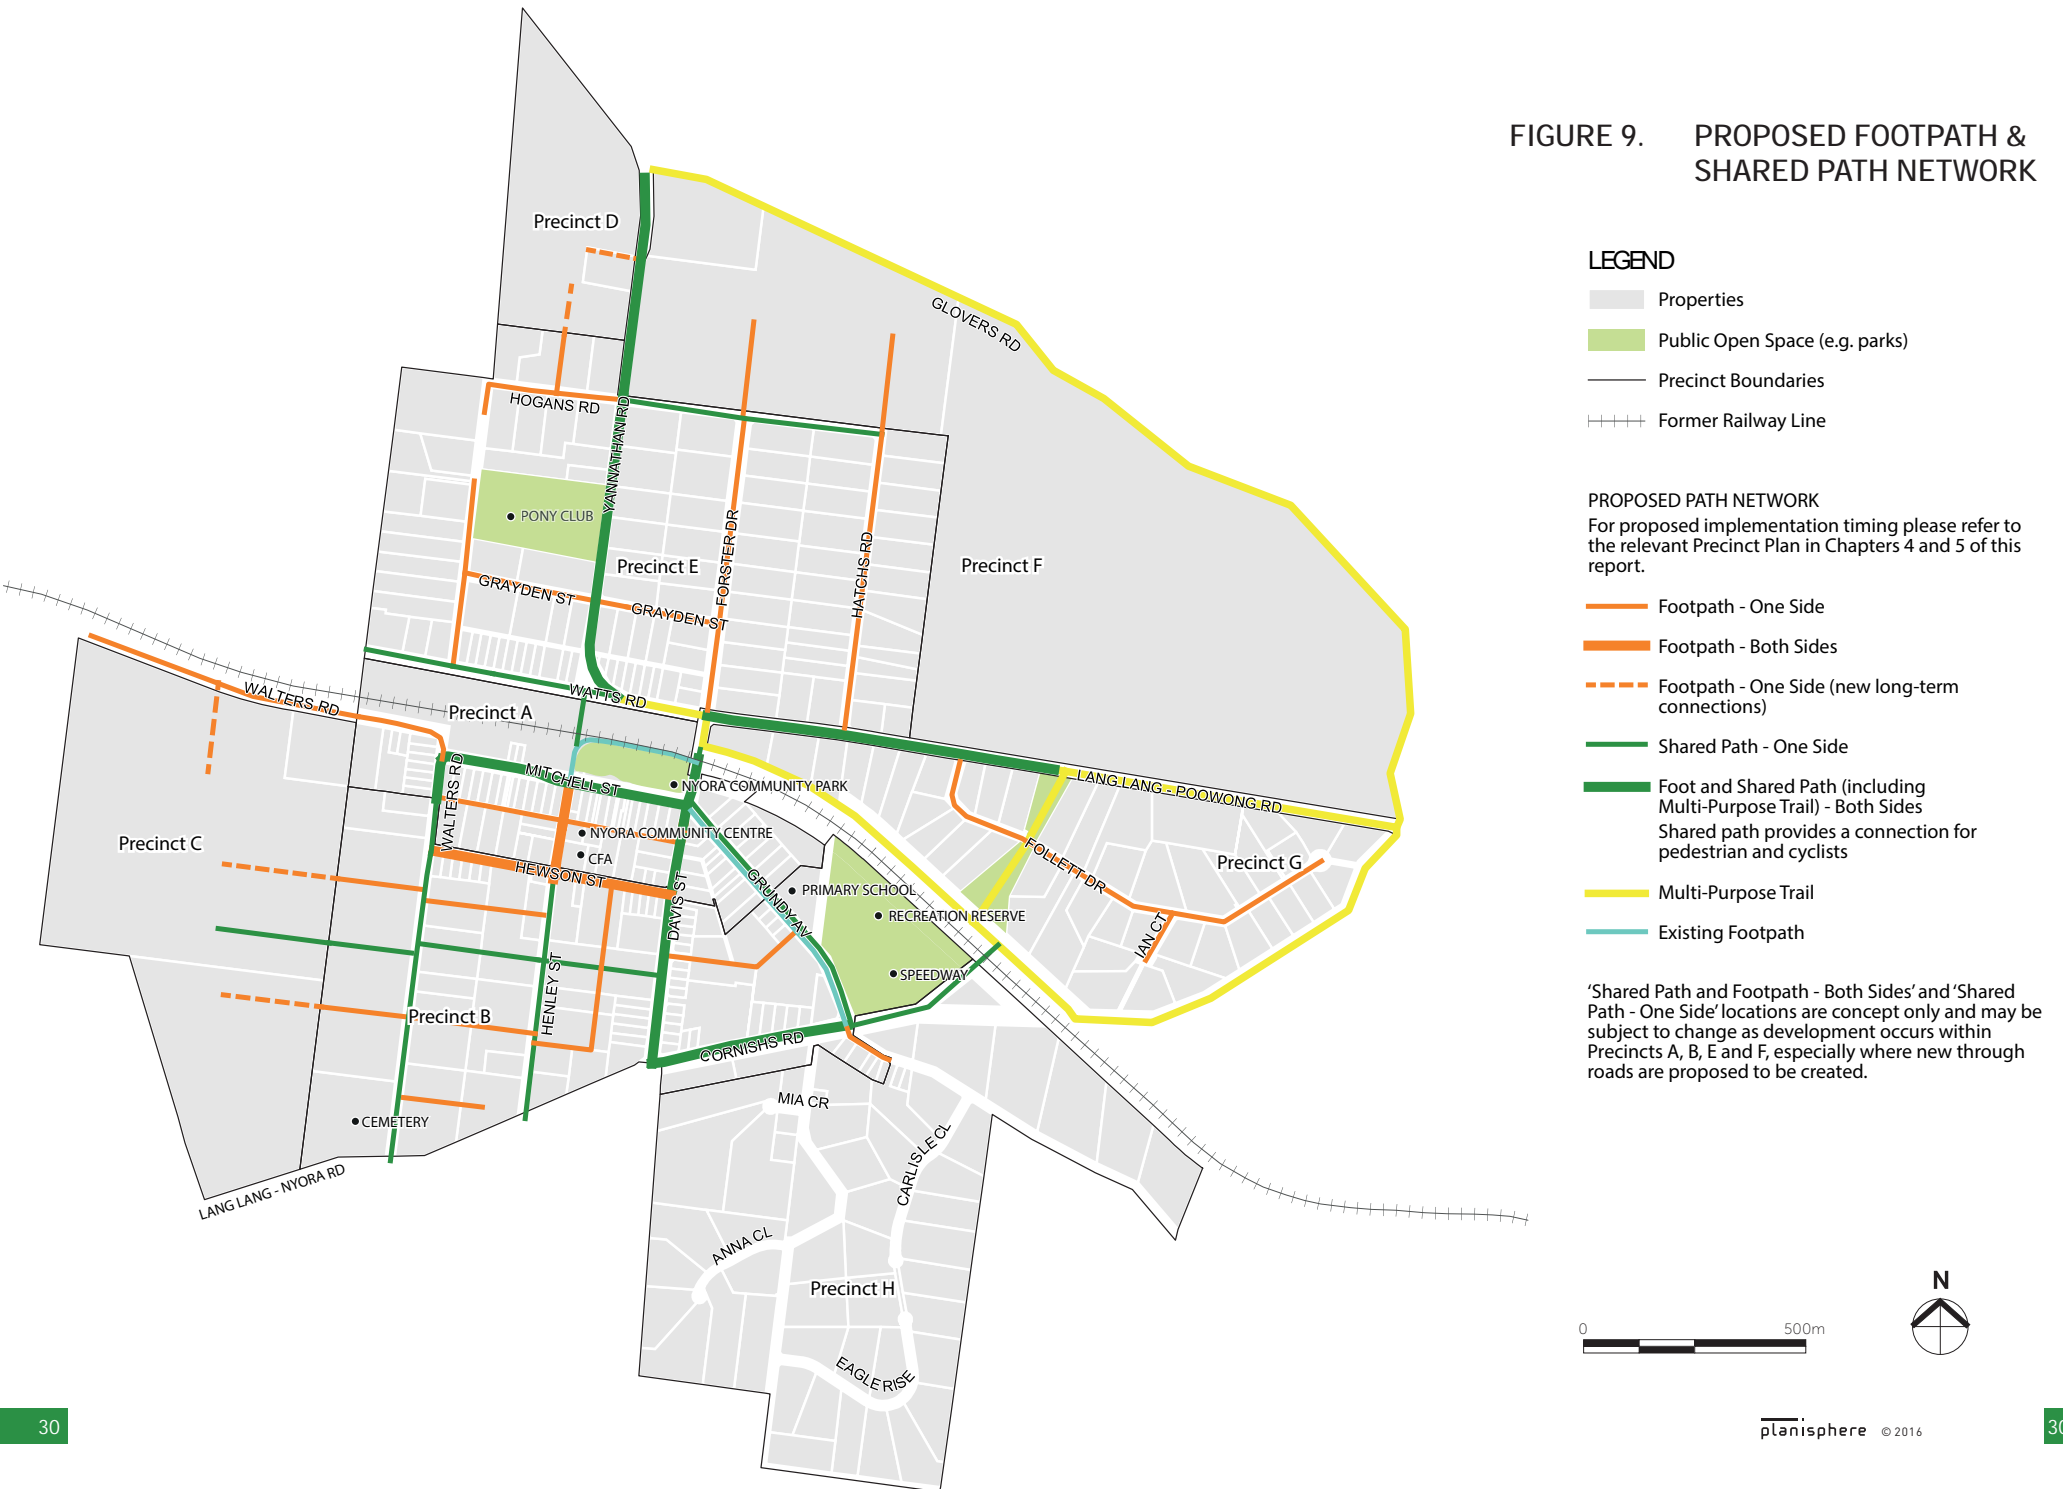 FIGURE 9. PROPOSED FOOTPATH &
SHARED PATH NETWORK
LEGEND
Properties
Public Open Space (e.g. parks)
Precinct Boundaries
Former Railway Line
PROPOSED PATH NETWORK
For proposed implementation timing please refer to
the relevant Precinct Plan in Chapters 4 and 5 of this
report.
Footpath - One Side
Footpath - Both Sides
Footpath - One Side (new long-term
connections)
Shared Path - One Side
Foot and Shared Path (including
Multi-Purpose Trail) - Both Sides
Shared path provides a connection for
pedestrian and cyclists
Multi-Purpose Trail
Existing Footpath
'Shared Path and Footpath - Both Sides' and 'Shared
Path - One Side' locations are concept only and may be
subject to change as development occurs within
Precincts A, B, E and F, especially where new through
roads are proposed to be created.
Precinct D
GLOVERS RD
HOGANS RD
YANNATHAN RD
PONY CLUB
Precinct E
FORSTER DR
HATCHS RD
Precinct F
GRAYDEN ST
GRAYDEN ST
WALTERS RD
WATTS RD
Precinct A
MITCHELL ST
NYORA COMMUNITY PARK
LANG LANG - POOWONG RD
WALTERS RD
NYORA COMMUNITY CENTRE
CFA
Precinct C
HEWSON ST
FOLLETT DR
Precinct G
GRUNDY AV
PRIMARY SCHOOL
RECREATION RESERVE
DAVIS ST
IAN CT
SPEEDWAY
HENLEY ST
Precinct B
CORNISHS RD
CEMETERY
MIA CR
CARLISLE CL
LANG LANG - NYORA RD
ANNA CL
Precinct H
EAGLE RISE
N
0 500m
planisphere © 2016
30
30